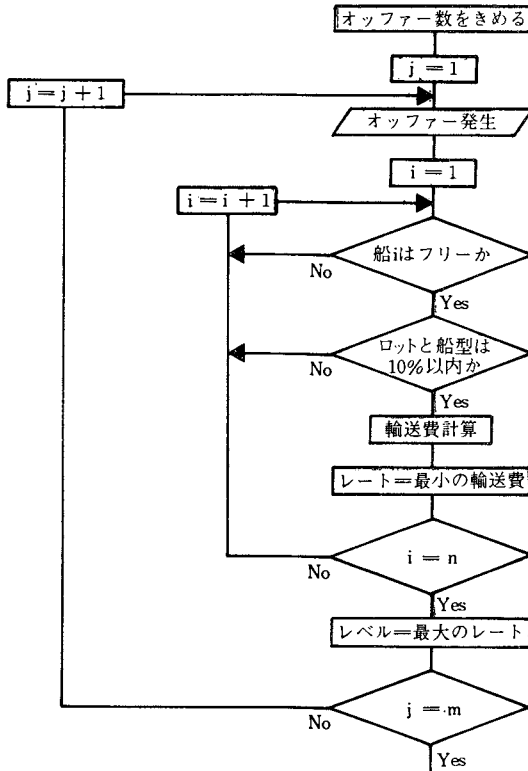 オッファー数をきめる
j = 1
j = j + 1
オッファー発生
i = 1
i = i + 1
船iはフリーか
No
Yes
ロットと船型は
10%以内か
No
Yes
輸送費計算
レート=最小の輸送費
i = n
No
Yes
レベル=最大のレート
j = m
No
Yes